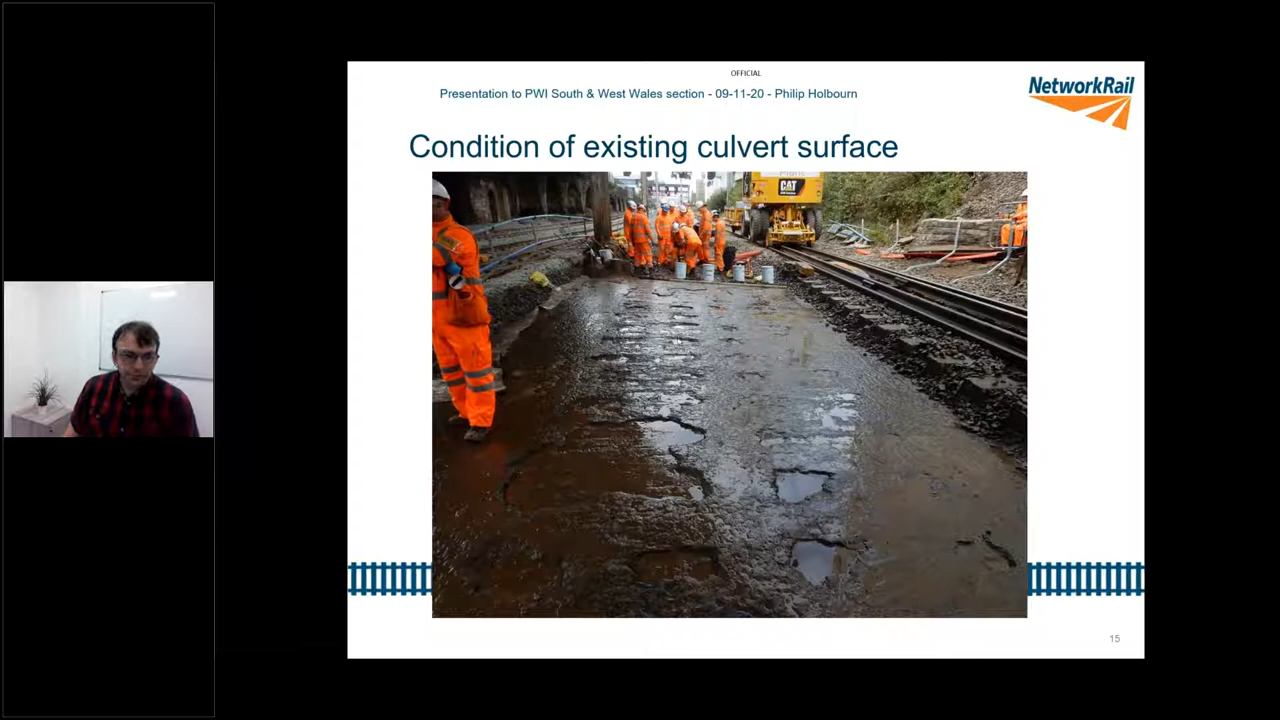 OFFICIAL
Presentation to PWI South & West Wales section - 09-11-20 - Philip Holbourn
NetworkRail
Condition of existing culvert surface
CAT
15